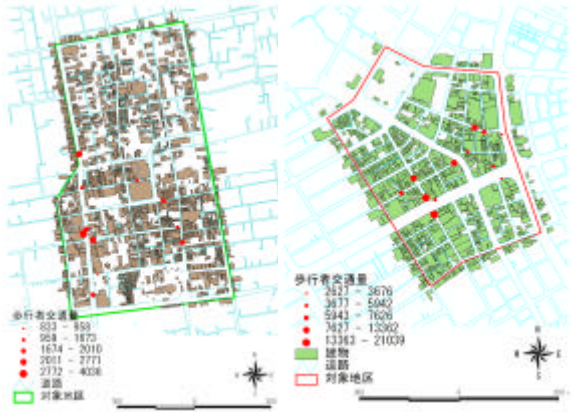 歩行者交通量
833 - 958
959 - 1673
1674 - 2010
2011 - 2771
2772 - 4036
道路
対象地区
歩行者交通量
2627 - 3676
3677 - 5942
5943 - 7626
7627 - 13362
13363 - 21039
建物
道路
対象地区